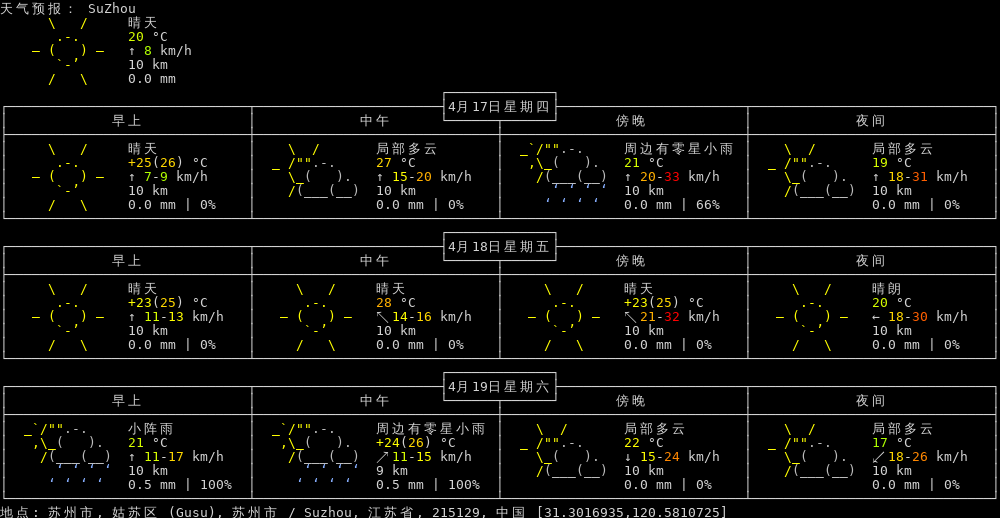 天气预报： SuZhou
晴天
20 °C
↑ 8 km/h
10 km
0.0 mm
4月17日星期四
早上 中午 傍晚 夜间
晴天 局部多云 周边有零星小雨 局部多云
+25(26) °C 27 °C 21 °C 19 °C
↑ 7-9 km/h ↑ 15-20 km/h ↑ 20-33 km/h ↑ 18-31 km/h
10 km 10 km 10 km 10 km
0.0 mm | 0% 0.0 mm | 0% 0.0 mm | 66% 0.0 mm | 0%
4月18日星期五
早上 中午 傍晚 夜间
晴天 晴天 晴天 晴朗
+23(25) °C 28 °C +23(25) °C 20 °C
↑ 11-13 km/h ↖ 14-16 km/h ↖ 21-32 km/h ← 18-30 km/h
10 km 10 km 10 km 10 km
0.0 mm | 0% 0.0 mm | 0% 0.0 mm | 0% 0.0 mm | 0%
4月19日星期六
早上 中午 傍晚 夜间
小阵雨 周边有零星小雨 局部多云 局部多云
21 °C +24(26) °C 22 °C 17 °C
↑ 11-17 km/h ↗ 11-15 km/h ↓ 15-24 km/h ↙ 18-26 km/h
10 km 9 km 10 km 10 km
0.5 mm | 100% 0.5 mm | 100% 0.0 mm | 0% 0.0 mm | 0%
地点: 苏州市, 姑苏区 (Gusu), 苏州市 / Suzhou, 江苏省, 215129, 中国 [31.3016935,120.5810725]